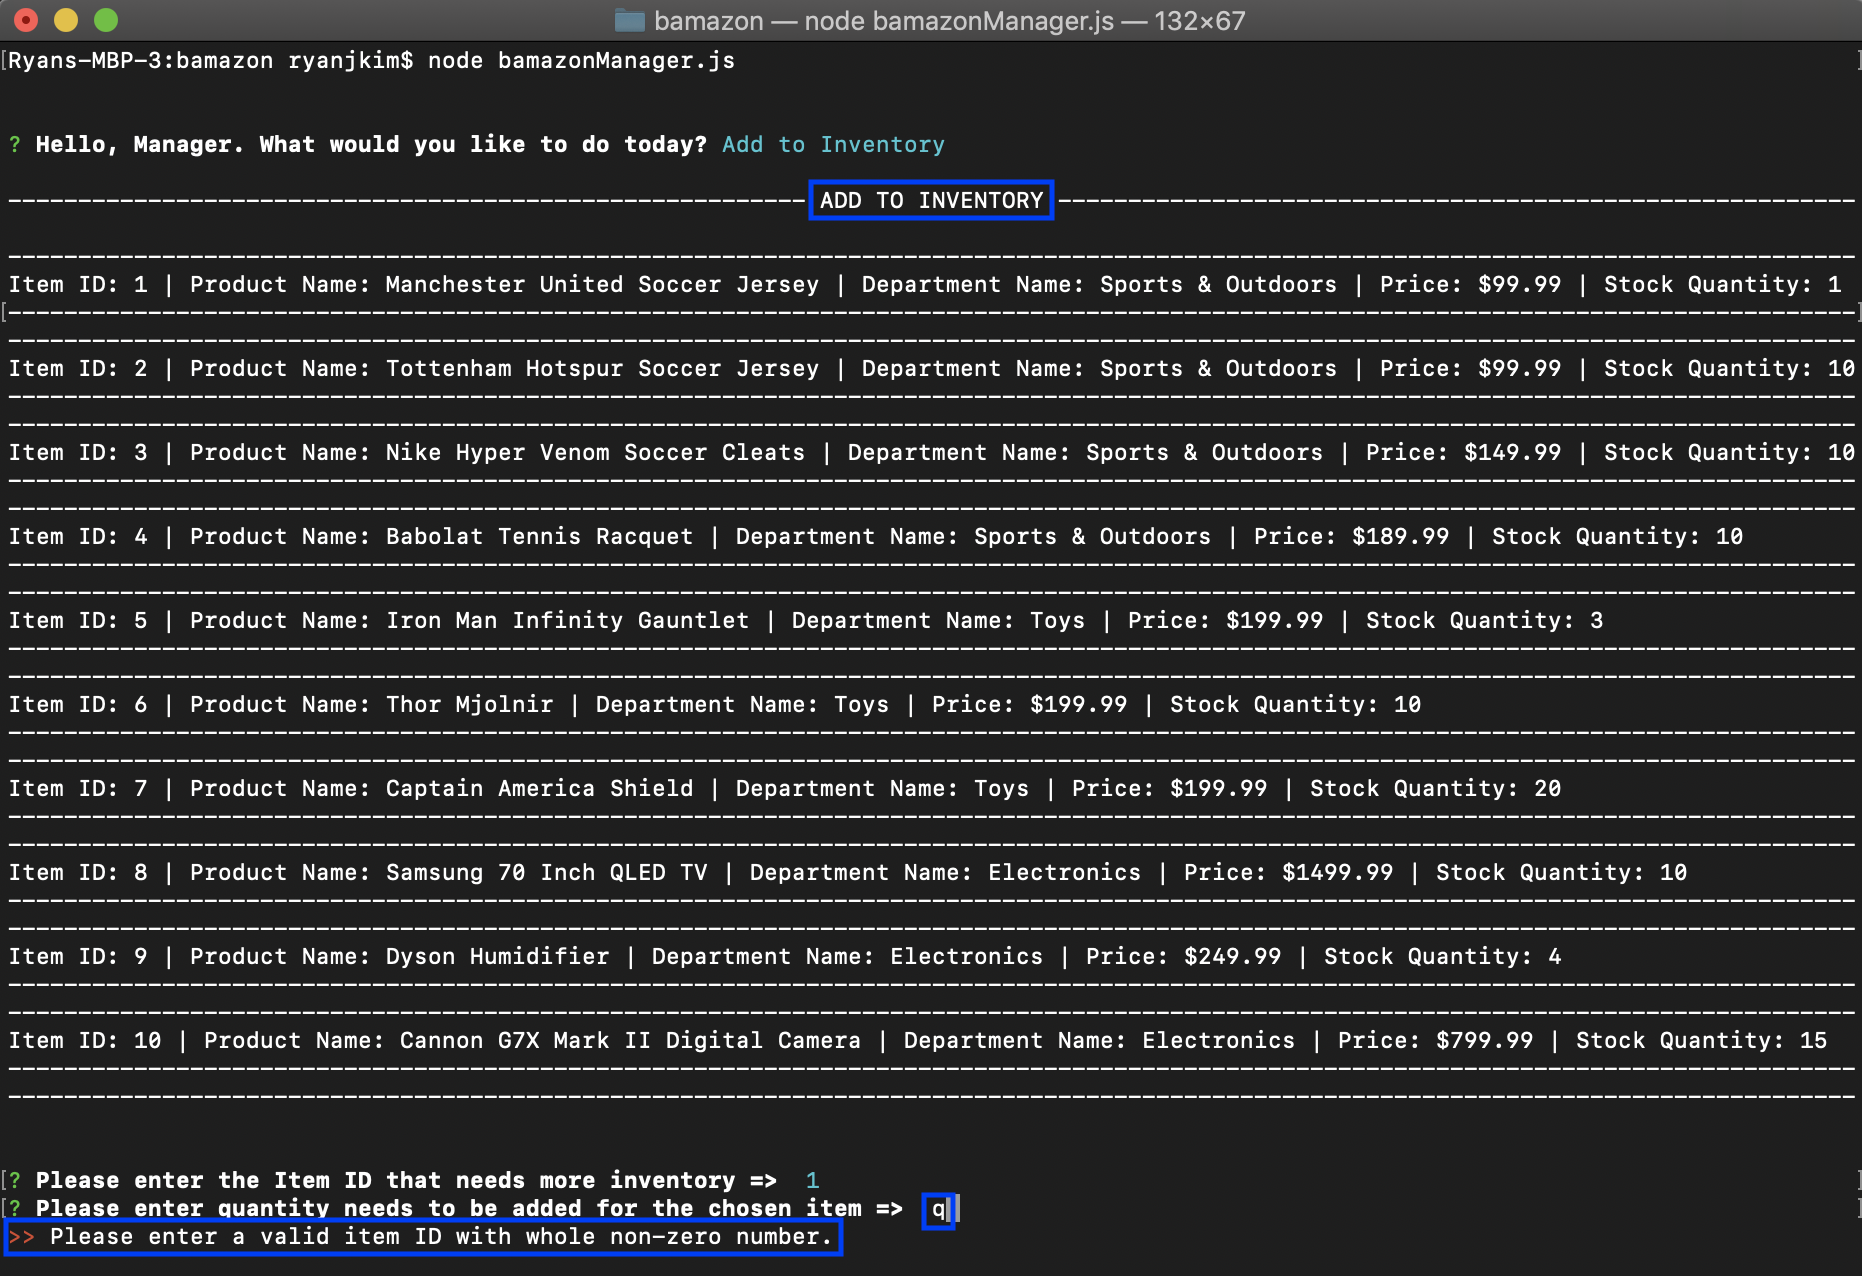 bamazon — node bamazonManager.js — 132×67
[Ryans-MBP-3:bamazon ryanjkim$ node bamazonManager.js ]
? Hello, Manager. What would you like to do today? Add to Inventory
--------------------------------------------------------- ADD TO INVENTORY ---------------------------------------------------------
------------------------------------------------------------------------------------------------------------------------------------
Item ID: 1 | Product Name: Manchester United Soccer Jersey | Department Name: Sports & Outdoors | Price: $99.99 | Stock Quantity: 1
[------------------------------------------------------------------------------------------------------------------------------------]
------------------------------------------------------------------------------------------------------------------------------------
Item ID: 2 | Product Name: Tottenham Hotspur Soccer Jersey | Department Name: Sports & Outdoors | Price: $99.99 | Stock Quantity: 10
------------------------------------------------------------------------------------------------------------------------------------
------------------------------------------------------------------------------------------------------------------------------------
Item ID: 3 | Product Name: Nike Hyper Venom Soccer Cleats | Department Name: Sports & Outdoors | Price: $149.99 | Stock Quantity: 10
------------------------------------------------------------------------------------------------------------------------------------
------------------------------------------------------------------------------------------------------------------------------------
Item ID: 4 | Product Name: Babolat Tennis Racquet | Department Name: Sports & Outdoors | Price: $189.99 | Stock Quantity: 10
------------------------------------------------------------------------------------------------------------------------------------
------------------------------------------------------------------------------------------------------------------------------------
Item ID: 5 | Product Name: Iron Man Infinity Gauntlet | Department Name: Toys | Price: $199.99 | Stock Quantity: 3
------------------------------------------------------------------------------------------------------------------------------------
------------------------------------------------------------------------------------------------------------------------------------
Item ID: 6 | Product Name: Thor Mjolnir | Department Name: Toys | Price: $199.99 | Stock Quantity: 10
------------------------------------------------------------------------------------------------------------------------------------
------------------------------------------------------------------------------------------------------------------------------------
Item ID: 7 | Product Name: Captain America Shield | Department Name: Toys | Price: $199.99 | Stock Quantity: 20
------------------------------------------------------------------------------------------------------------------------------------
------------------------------------------------------------------------------------------------------------------------------------
Item ID: 8 | Product Name: Samsung 70 Inch QLED TV | Department Name: Electronics | Price: $1499.99 | Stock Quantity: 10
------------------------------------------------------------------------------------------------------------------------------------
------------------------------------------------------------------------------------------------------------------------------------
Item ID: 9 | Product Name: Dyson Humidifier | Department Name: Electronics | Price: $249.99 | Stock Quantity: 4
------------------------------------------------------------------------------------------------------------------------------------
------------------------------------------------------------------------------------------------------------------------------------
Item ID: 10 | Product Name: Cannon G7X Mark II Digital Camera | Department Name: Electronics | Price: $799.99 | Stock Quantity: 15
------------------------------------------------------------------------------------------------------------------------------------
------------------------------------------------------------------------------------------------------------------------------------
[? Please enter the Item ID that needs more inventory => 1 ]
[? Please enter quantity needs to be added for the chosen item => q ]
>> Please enter a valid item ID with whole non-zero number.